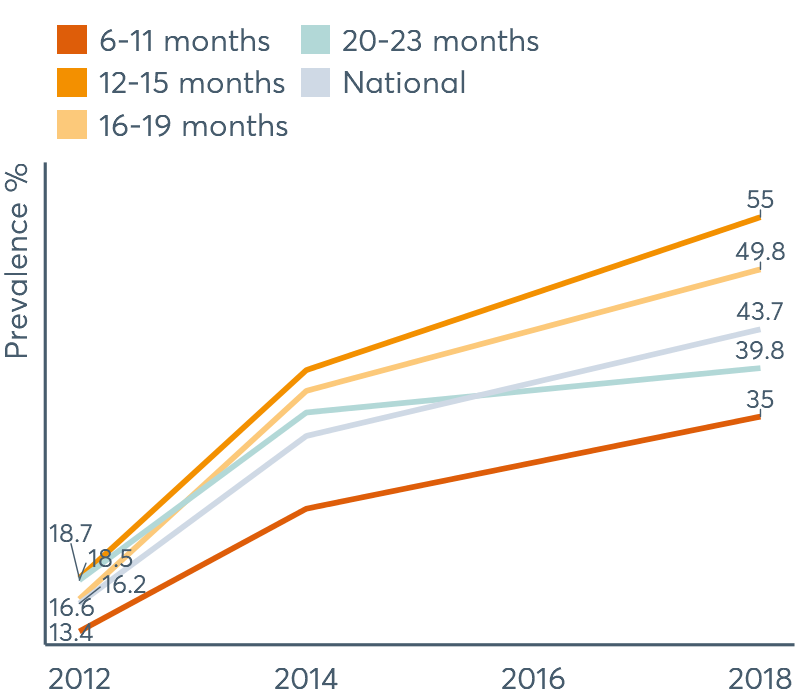 6-11 months
20-23 months
12-15 months
National
16-19 months
Prevalence %
55
49.8
43.7
39.8
35
18.7
18.5
16.2
16.6
13.4
2012
2014
2016
2018